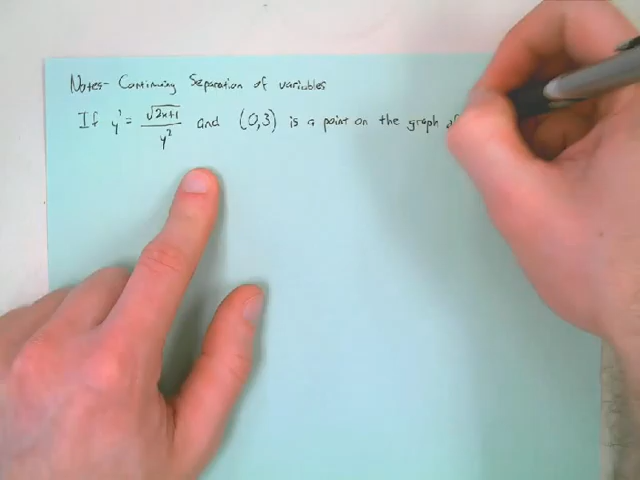 Notes- Continuing Separation of variables
If y' = √(2x+1) / y² and (0,3) is a point on the graph of